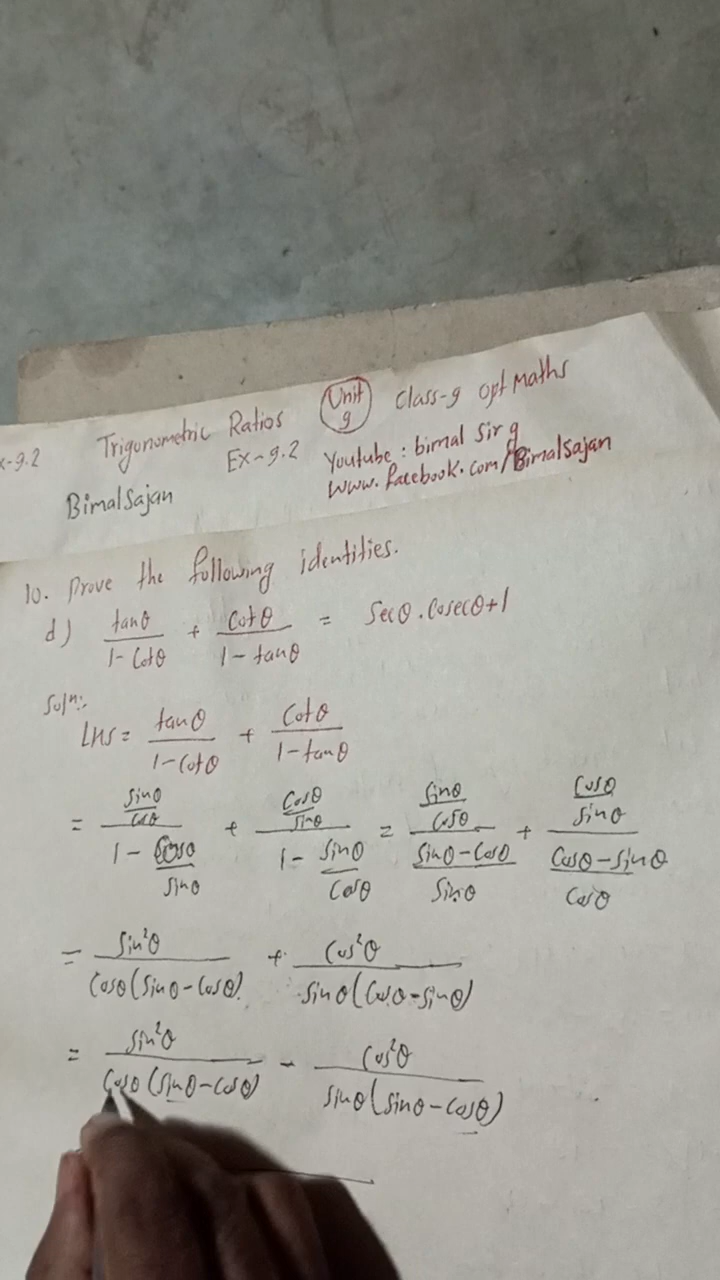 x-9.2 Trigonometric Ratios Unit 9 Class-9 opt Maths
Ex-9.2 Youtube : bimal Sir g
BimalSajan www.facebook.com/Bimalsajan
10. Prove the following identities.
d) tanθ/(1-Cotθ) + Cotθ/(1-tanθ) = Secθ.Cosecθ+1
Soln:
LHS = tanθ/(1-Cotθ) + Cotθ/(1-tanθ)
= (Sinθ/Cosθ)/(1-Cosθ/Sinθ) + (Cosθ/Sinθ)/(1-Sinθ/Cosθ) = (Sinθ/Cosθ)/((Sinθ-Cosθ)/Sinθ) + (Cosθ/Sinθ)/((Cosθ-Sinθ)/Cosθ)
= Sin²θ/(Cosθ(Sinθ-Cosθ)) + Cos²θ/(Sinθ(Cosθ-Sinθ))
= Sin²θ/(Cosθ(Sinθ-Cosθ)) - Cos²θ/(Sinθ(Sinθ-Cosθ))